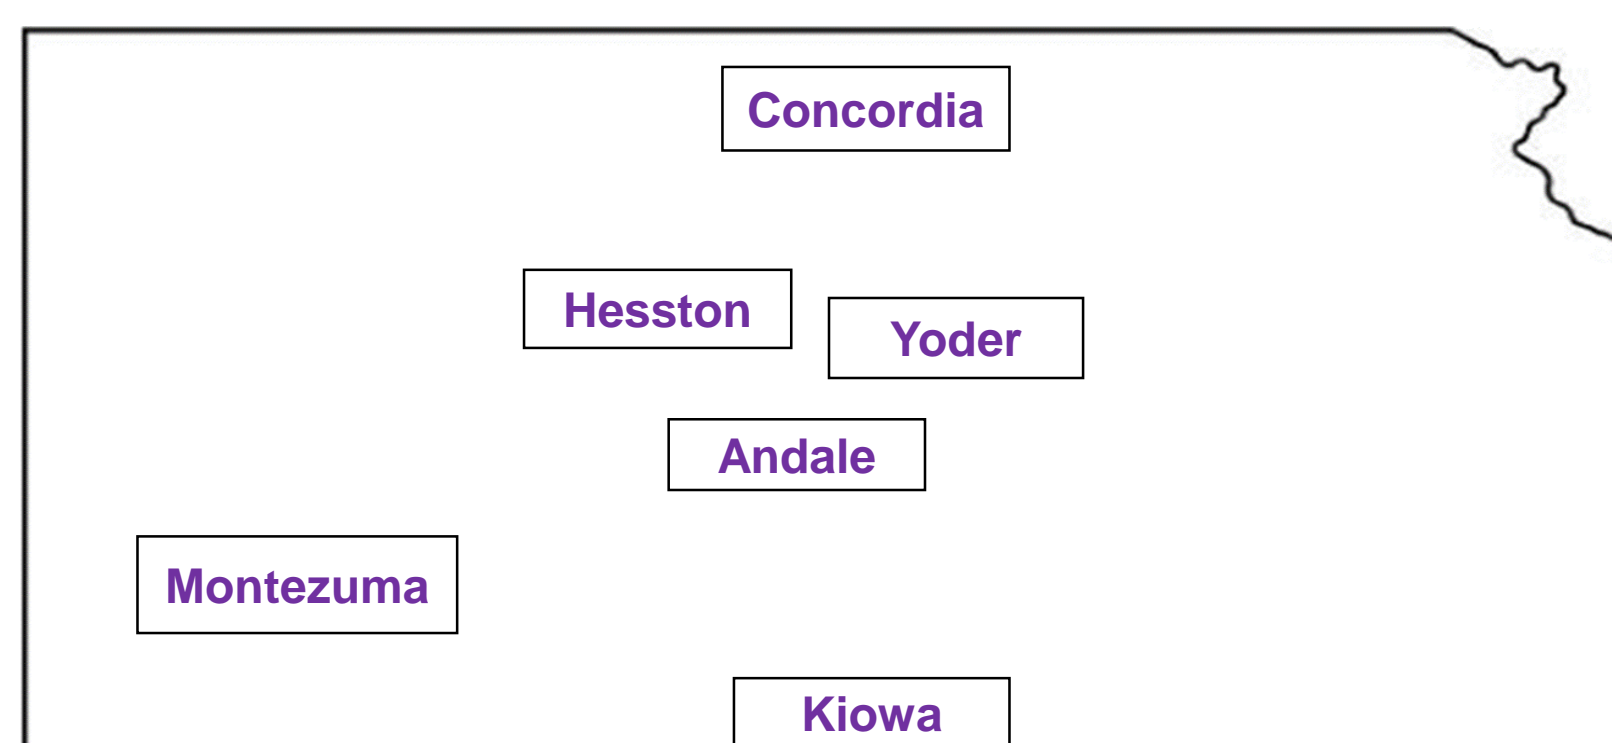 Concordia
Hesston
Yoder
Andale
Montezuma
Kiowa